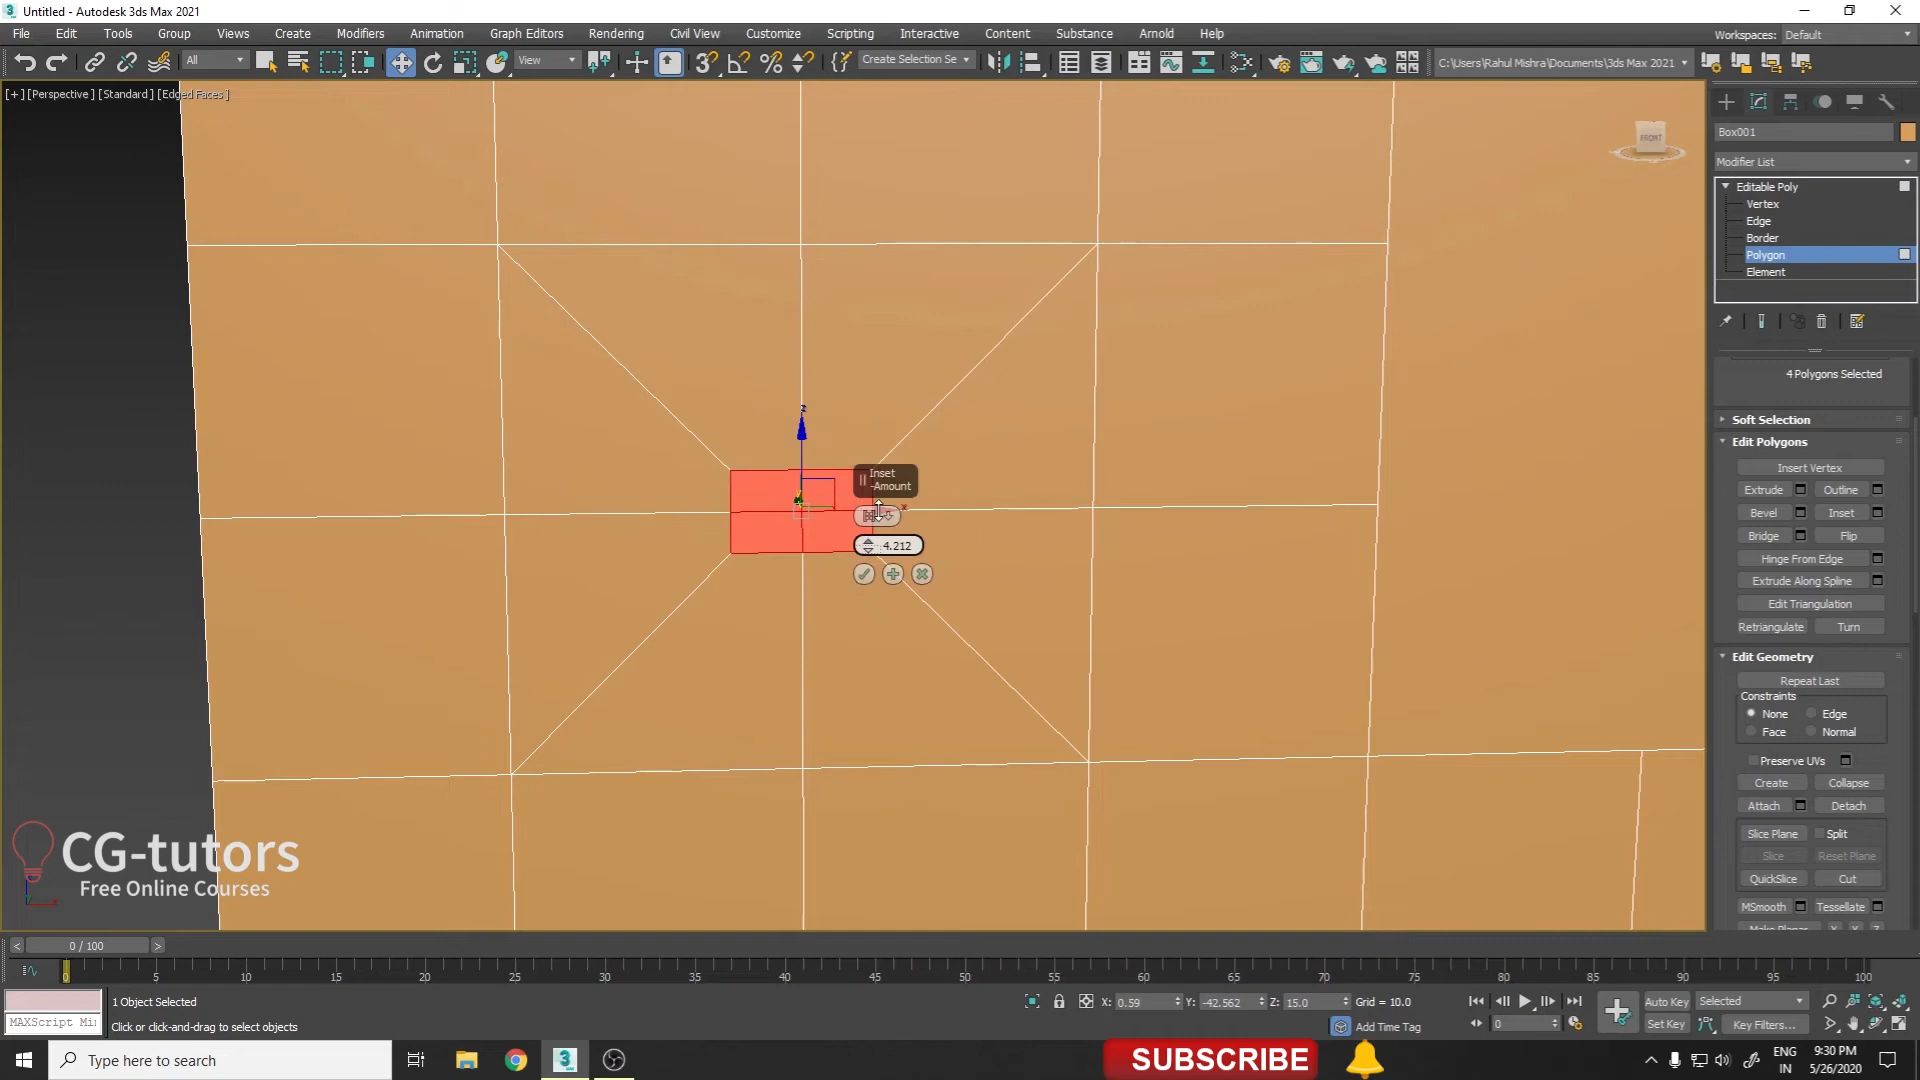 Untitled - Autodesk 3ds Max 2021
File Edit Tools Group Views Create Modifiers Animation Graph Editors Rendering Civil View Customize Scripting Interactive Content Substance Arnold Help
Workspaces: Default
All View Create Selection Se C:\Users\Rahul Mishra\Documents\3ds Max 2021
[+] [Perspective] [Standard] [Edged Faces]
FRONT
Box001
Modifier List
Editable Poly
Vertex
Edge
Border
Polygon
Element
4 Polygons Selected
Soft Selection
Edit Polygons
Insert Vertex
Extrude Outline
Bevel Inset
Bridge Flip
Hinge From Edge
Extrude Along Spline
Edit Triangulation
Retriangulate Turn
Edit Geometry
Repeat Last
Constraints
None Edge
Face Normal
Preserve UVs
Create Collapse
Attach Detach
Slice Plane Split
Slice Reset Plane
QuickSlice Cut
MSmooth Tessellate
Make Planar X Y Z
z
x
Inset
-Amount
4.212
CG-tutors
Free Online Courses
0 / 100
0 5 10 15 20 25 30 35 40 45 50 55 60 65 70 75 80 85 90 95 100
1 Object Selected
X: 0.59 Y: -42.562 Z: 15.0 Grid = 10.0
Auto Key Selected
MAXScript Mi
Click or click-and-drag to select objects
Add Time Tag
0
Set Key Key Filters...
Type here to search
SUBSCRIBE
ENG
IN
9:30 PM
5/26/2020